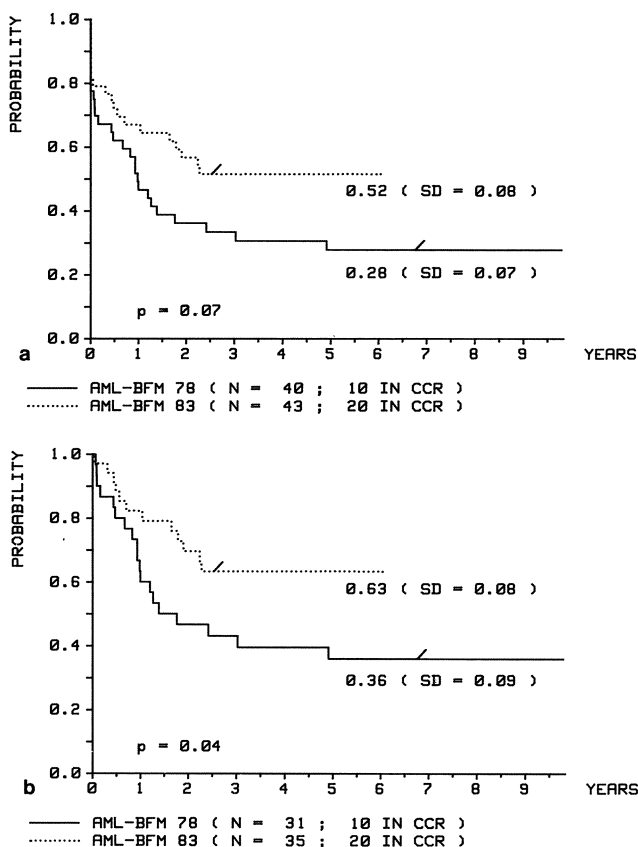 PROBABILITY
1.0
0.8
0.6
0.4
0.2
0.0
0.52 ( SD = 0.08 )
0.28 ( SD = 0.07 )
p = 0.07
a
0 1 2 3 4 5 6 7 8 9 YEARS
AML-BFM 78 ( N = 40 ; 10 IN CCR )
AML-BFM 83 ( N = 43 ; 20 IN CCR )
PROBABILITY
1.0
0.8
0.6
0.4
0.2
0.0
0.63 ( SD = 0.08 )
0.36 ( SD = 0.09 )
p = 0.04
b
0 1 2 3 4 5 6 7 8 9 YEARS
AML-BFM 78 ( N = 31 ; 10 IN CCR )
AML-BFM 83 ( N = 35 ; 20 IN CCR )